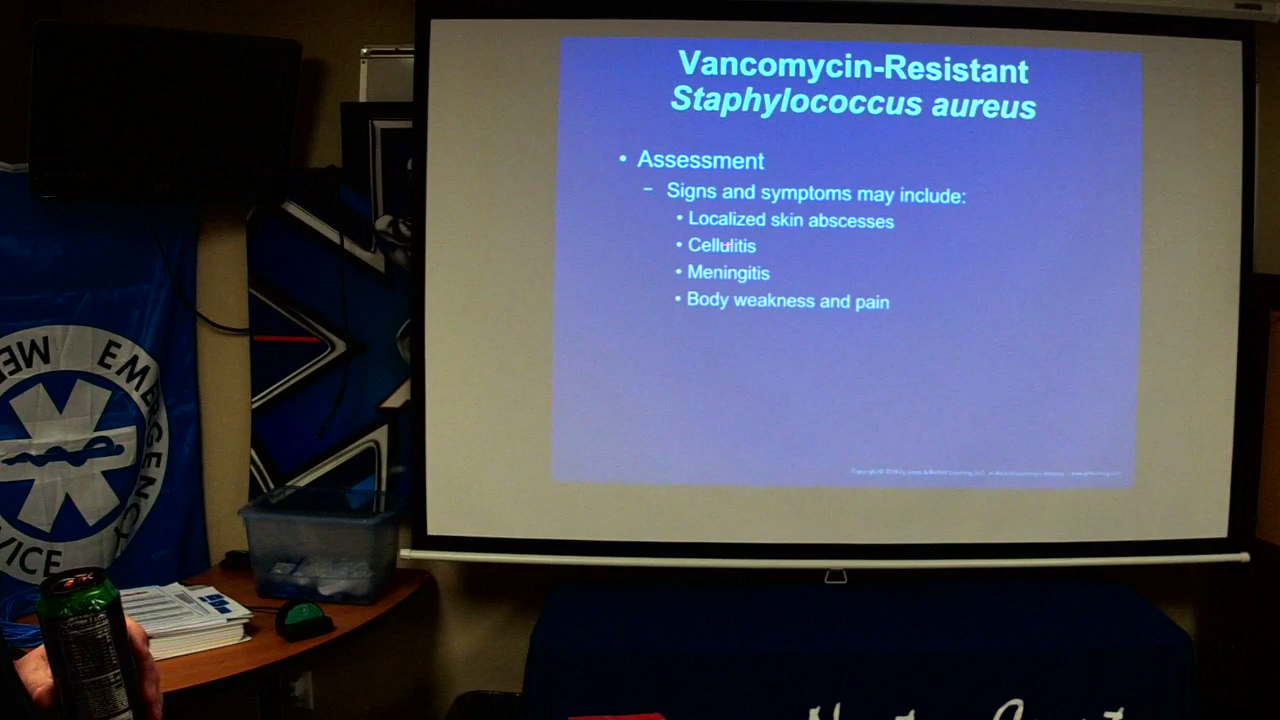 Vancomycin-Resistant
Staphylococcus aureus
• Assessment
– Signs and symptoms may include:
• Localized skin abscesses
• Cellulitis
• Meningitis
• Body weakness and pain
EMERGENCY